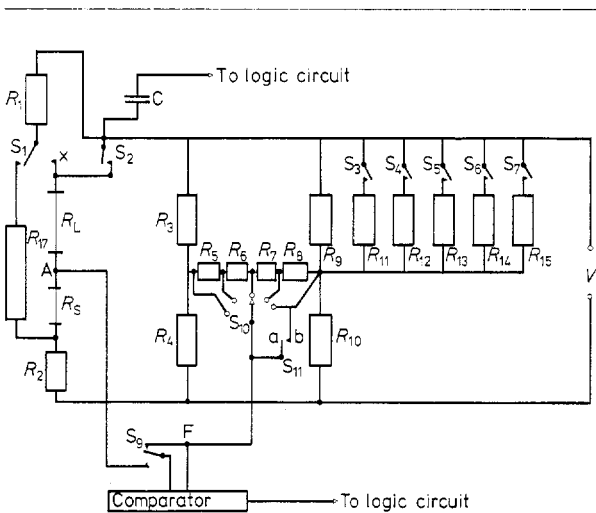 To logic circuit
R1
C
S1
x
S2
S3
S4
S5
S6
S7
RL
R3
R17
R5
R6
R7
R8
R9
R11
R12
R13
R14
R15
A
V
RS
S10
R4
a
b
R10
R2
S11
S9
F
Comparator
To logic circuit